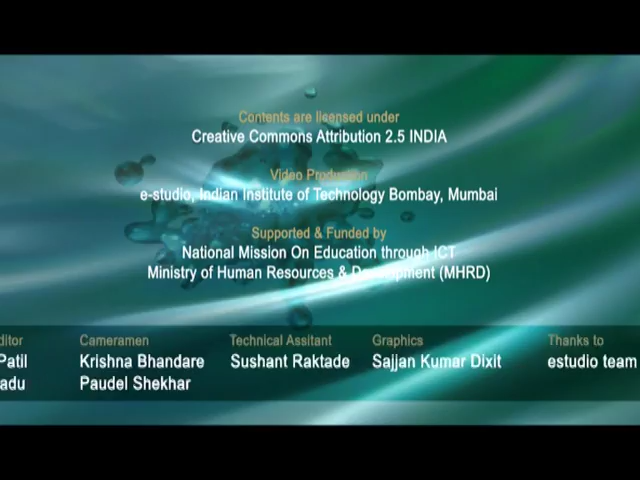 Contents are licensed under
Creative Commons Attribution 2.5 INDIA
Video Production
e-studio, Indian Institute of Technology Bombay, Mumbai
Supported & Funded by
National Mission On Education through ICT
Ministry of Human Resources & Development (MHRD)
ditor
Patil
adu
Cameramen
Krishna Bhandare
Paudel Shekhar
Technical Assitant
Sushant Raktade
Graphics
Sajjan Kumar Dixit
Thanks to
estudio team